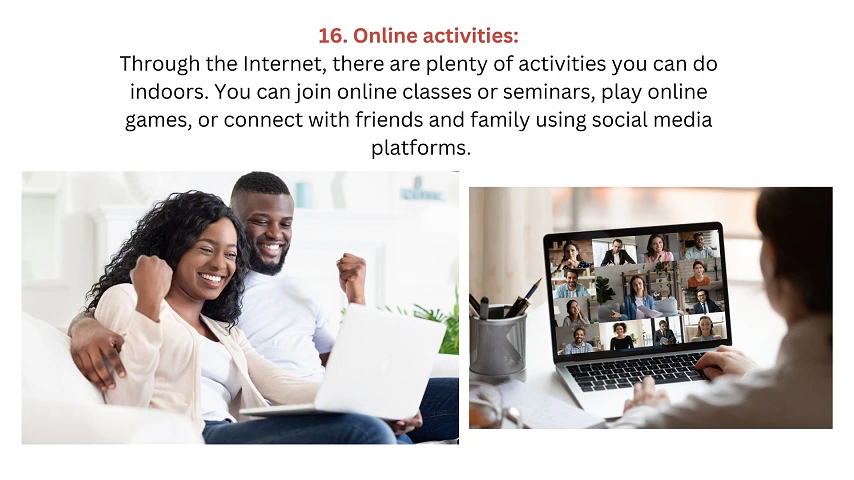 16. Online activities:
Through the Internet, there are plenty of activities you can do
indoors. You can join online classes or seminars, play online
games, or connect with friends and family using social media
platforms.